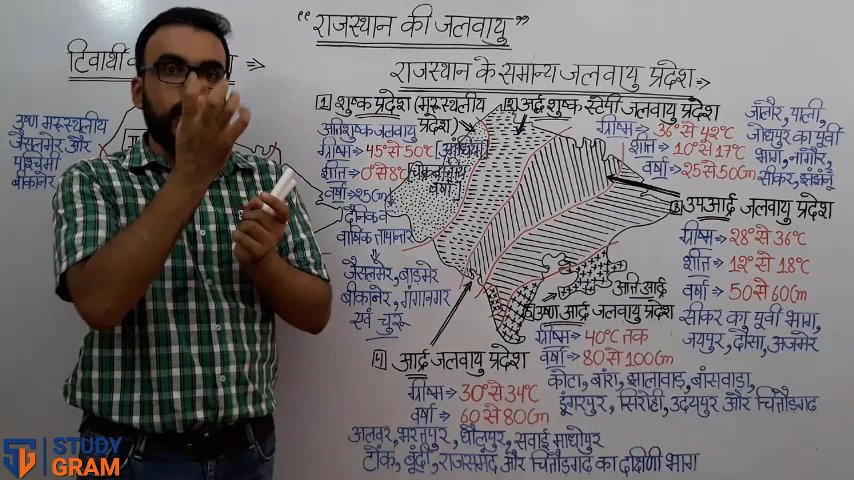 "राजस्थान की जलवायु"
राजस्थान के समान्य जलवायु प्रदेश
उष्ण मरूस्थलीय
जैसलमेर और
पश्चिमी
बीकानेर
1 शुष्क प्रदेश (मरूस्थलीय
प्रदेश)
अतिशुष्क जलवायु
ग्रीष्म 45° से 50°C
शीत 0° से 8°C
वर्षा 25Cm
दैनिक व
वार्षिक तापान्तर
जैसलमेर, बाड़मेर
बीकानेर, गंगानगर
एवं चुरू
अर्द्ध शुष्क स्टैपी जलवायु प्रदेश
ग्रीष्म 36° से 42°C
शीत 10° से 17°C
वर्षा 25 से 50Cm
जालौर, पाली,
जोधपुर का पूर्वी
भाग, नागौर,
सीकर, झुंझुनूं
3 उपआर्द्र जलवायु प्रदेश
ग्रीष्म 28° से 36°C
शीत 12° से 18°C
वर्षा 50 से 60Cm
सीकर का पूर्वी भाग,
जयपुर, दौसा, अजमेर
4 आर्द्र जलवायु प्रदेश
ग्रीष्म 30° से 34°C
वर्षा 60 से 80Cm
अलवर, भरतपुर, धौलपुर, सवाई माधोपुर
टोंक, बूंदी, राजसमंद और चित्तौड़गढ़ का दक्षिणी भाग
अति आर्द्र
उष्ण आर्द्र जलवायु प्रदेश
ग्रीष्म 40°C तक
वर्षा 80 से 100Cm
कोटा, बारां, झालावाड़, बांसवाड़ा,
डूंगरपुर, सिरोही, उदयपुर और चित्तौड़गढ़
STUDY
GRAM